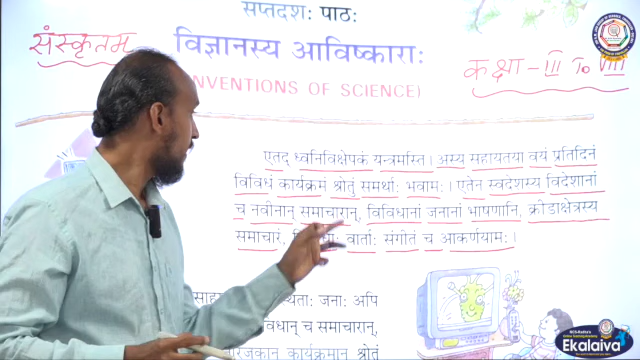 सप्तदशः पाठः
संस्कृतम
विज्ञानस्य आविष्काराः
NVENTIONS OF SCIENCE)
कक्षा - III To VIII
एतद् ध्वनिविक्षेपकं यन्त्रमस्ति। अस्य सहायतया वयं प्रतिदिनं
विविधं कार्यक्रमं श्रोतुं समर्थाः भवामः। एतेन स्वदेशस्य विदेशानां
च नवीनान् समाचारान्, विविधानां जनानां भाषणानि, क्रीडाक्षेत्रस्य
समाचारं, वार्ताः संगीतं च आकर्णयामः।
जनाः अपि
च समाचारान्,
कार्यक्रमान् श्रोतुं
Ekalaiva